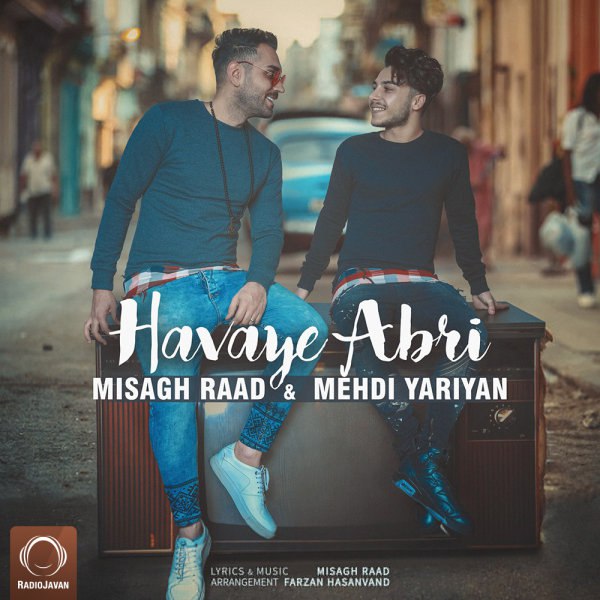 Havaye Abri
MISAGH RAAD & MEHDI YARIYAN
LYRICS & MUSIC MISAGH RAAD
ARRANGEMENT FARZAN HASANVAND
RADIOJAVAN